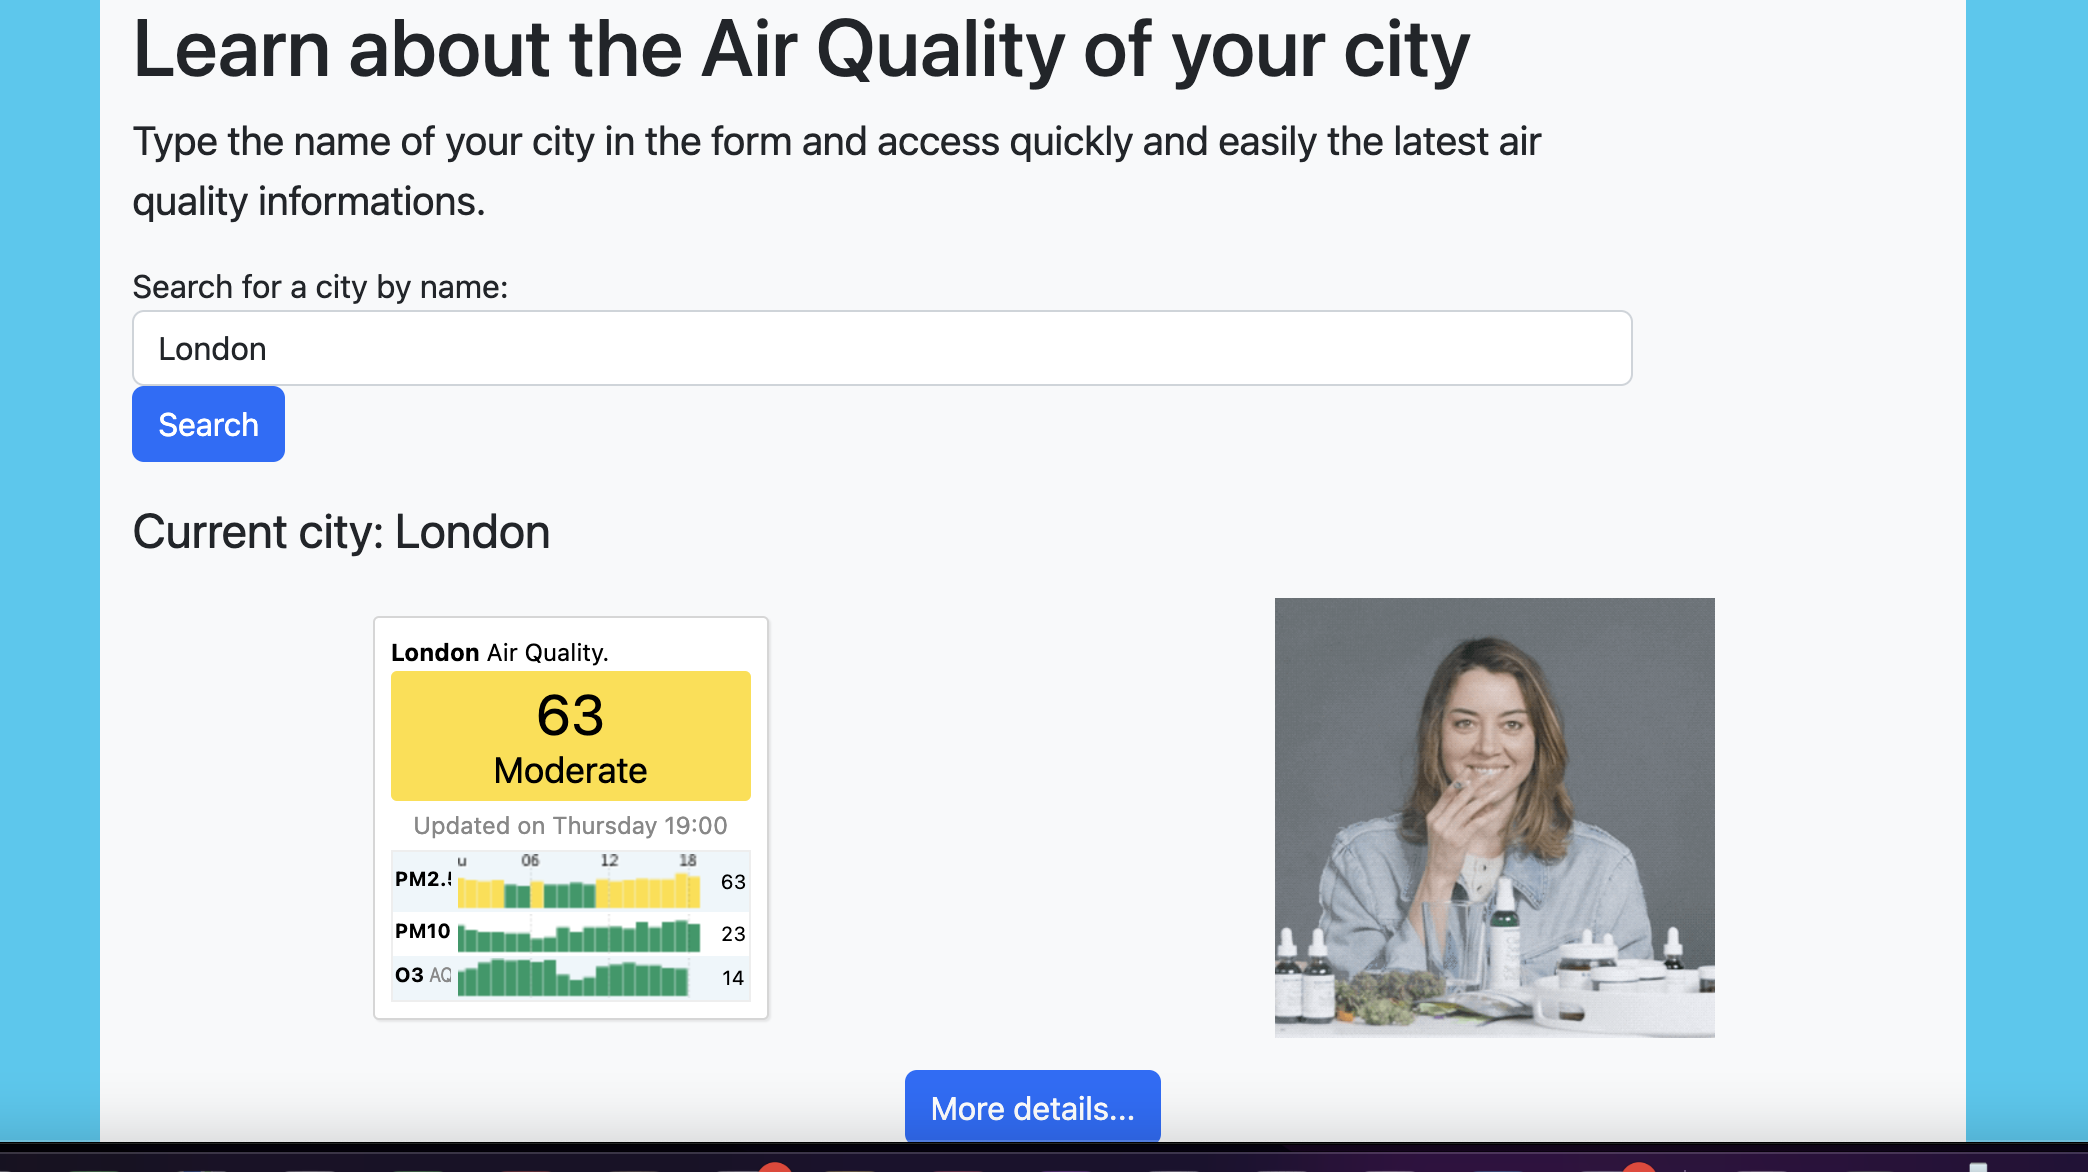 Learn about the Air Quality of your city
Type the name of your city in the form and access quickly and easily the latest air
quality informations.
Search for a city by name:
London
Search
Current city: London
London Air Quality.
63
Moderate
Updated on Thursday 19:00
u 06 12 18
PM2.5 63
PM10 23
O3 AQ 14
More details...